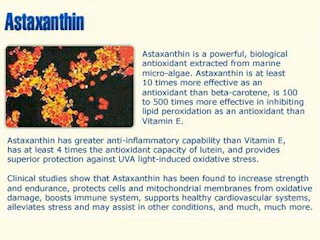 Astaxanthin
Astaxanthin is a powerful, biological
antioxidant extracted from marine
micro-algae. Astaxanthin is at least
10 times more effective as an
antioxidant than beta-carotene, is 100
to 500 times more effective in inhibiting
lipid peroxidation as an antioxidant than
Vitamin E.
Astaxanthin has greater anti-inflammatory capability than Vitamin E,
has at least 4 times the antioxidant capacity of lutein, and provides
superior protection against UVA light-induced oxidative stress.
Clinical studies show that Astaxanthin has been found to increase strength
and endurance, protects cells and mitochondrial membranes from oxidative
damage, boosts immune system, supports healthy cardiovascular systems,
alleviates stress and may assist in other conditions, and much, much more.